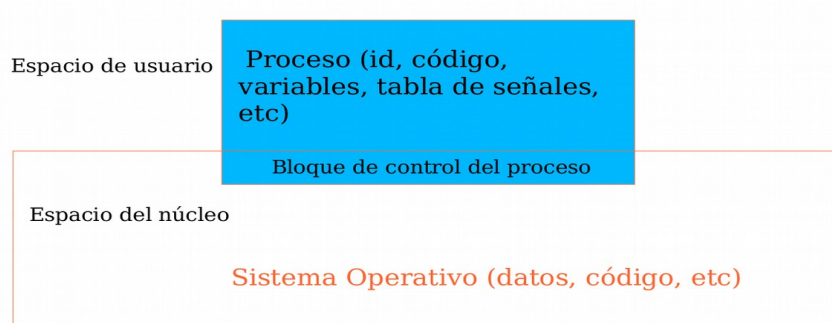 Espacio de usuario
Proceso (id, código,
variables, tabla de señales,
etc)
Bloque de control del proceso
Espacio del núcleo
Sistema Operativo (datos, código, etc)